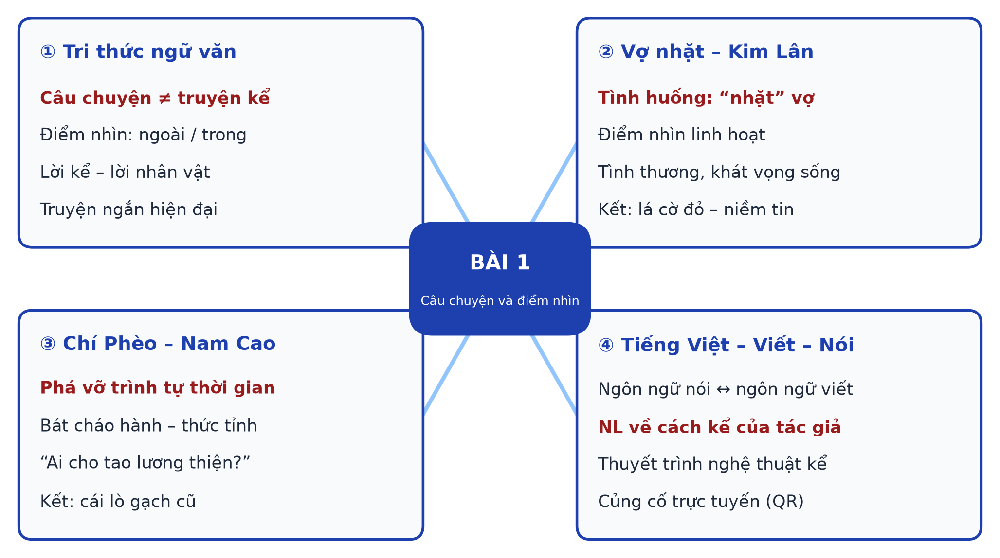 ① Tri thức ngữ văn
Câu chuyện ≠ truyện kể
Điểm nhìn: ngoài / trong
Lời kể – lời nhân vật
Truyện ngắn hiện đại
② Vợ nhặt – Kim Lân
Tình huống: “nhặt” vợ
Điểm nhìn linh hoạt
Tình thương, khát vọng sống
Kết: lá cờ đỏ – niềm tin
BÀI 1
Câu chuyện và điểm nhìn
③ Chí Phèo – Nam Cao
Phá vỡ trình tự thời gian
Bát cháo hành – thức tỉnh
“Ai cho tao lương thiện?”
Kết: cái lò gạch cũ
④ Tiếng Việt – Viết – Nói
Ngôn ngữ nói ↔ ngôn ngữ viết
NL về cách kể của tác giả
Thuyết trình nghệ thuật kể
Củng cố trực tuyến (QR)